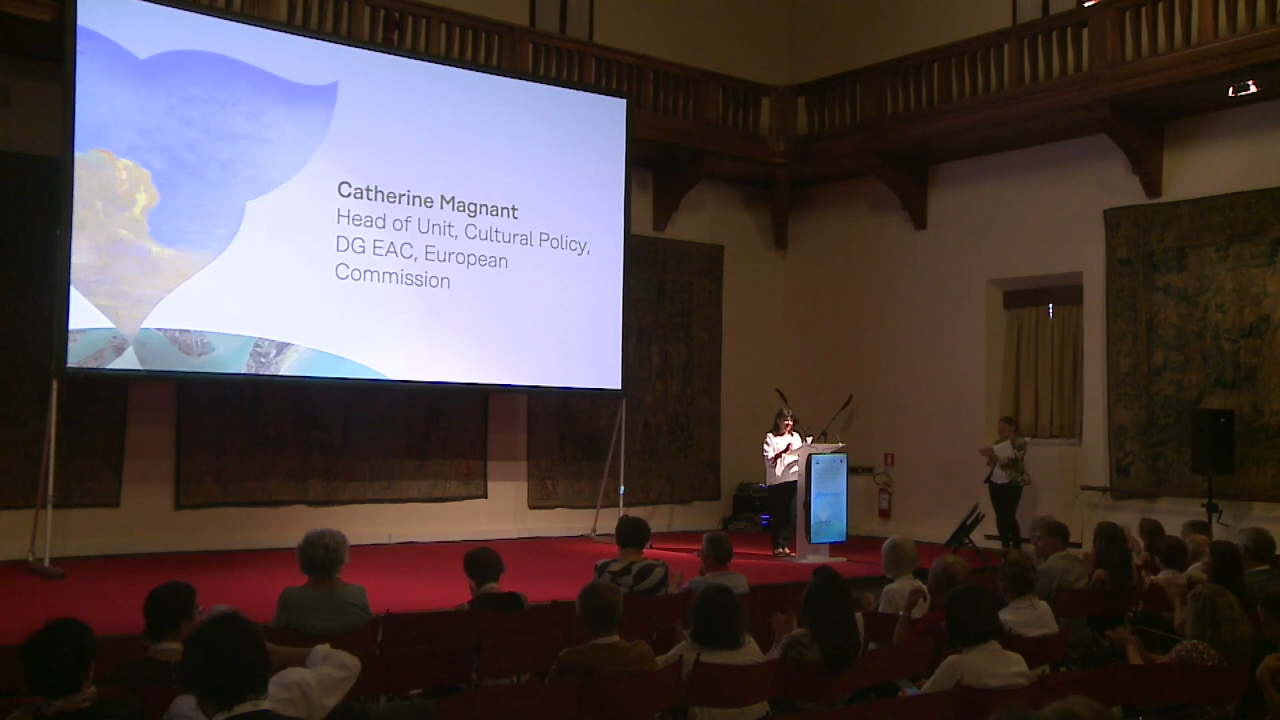 Catherine Magnant
Head of Unit, Cultural Policy,
DG EAC, European
Commission